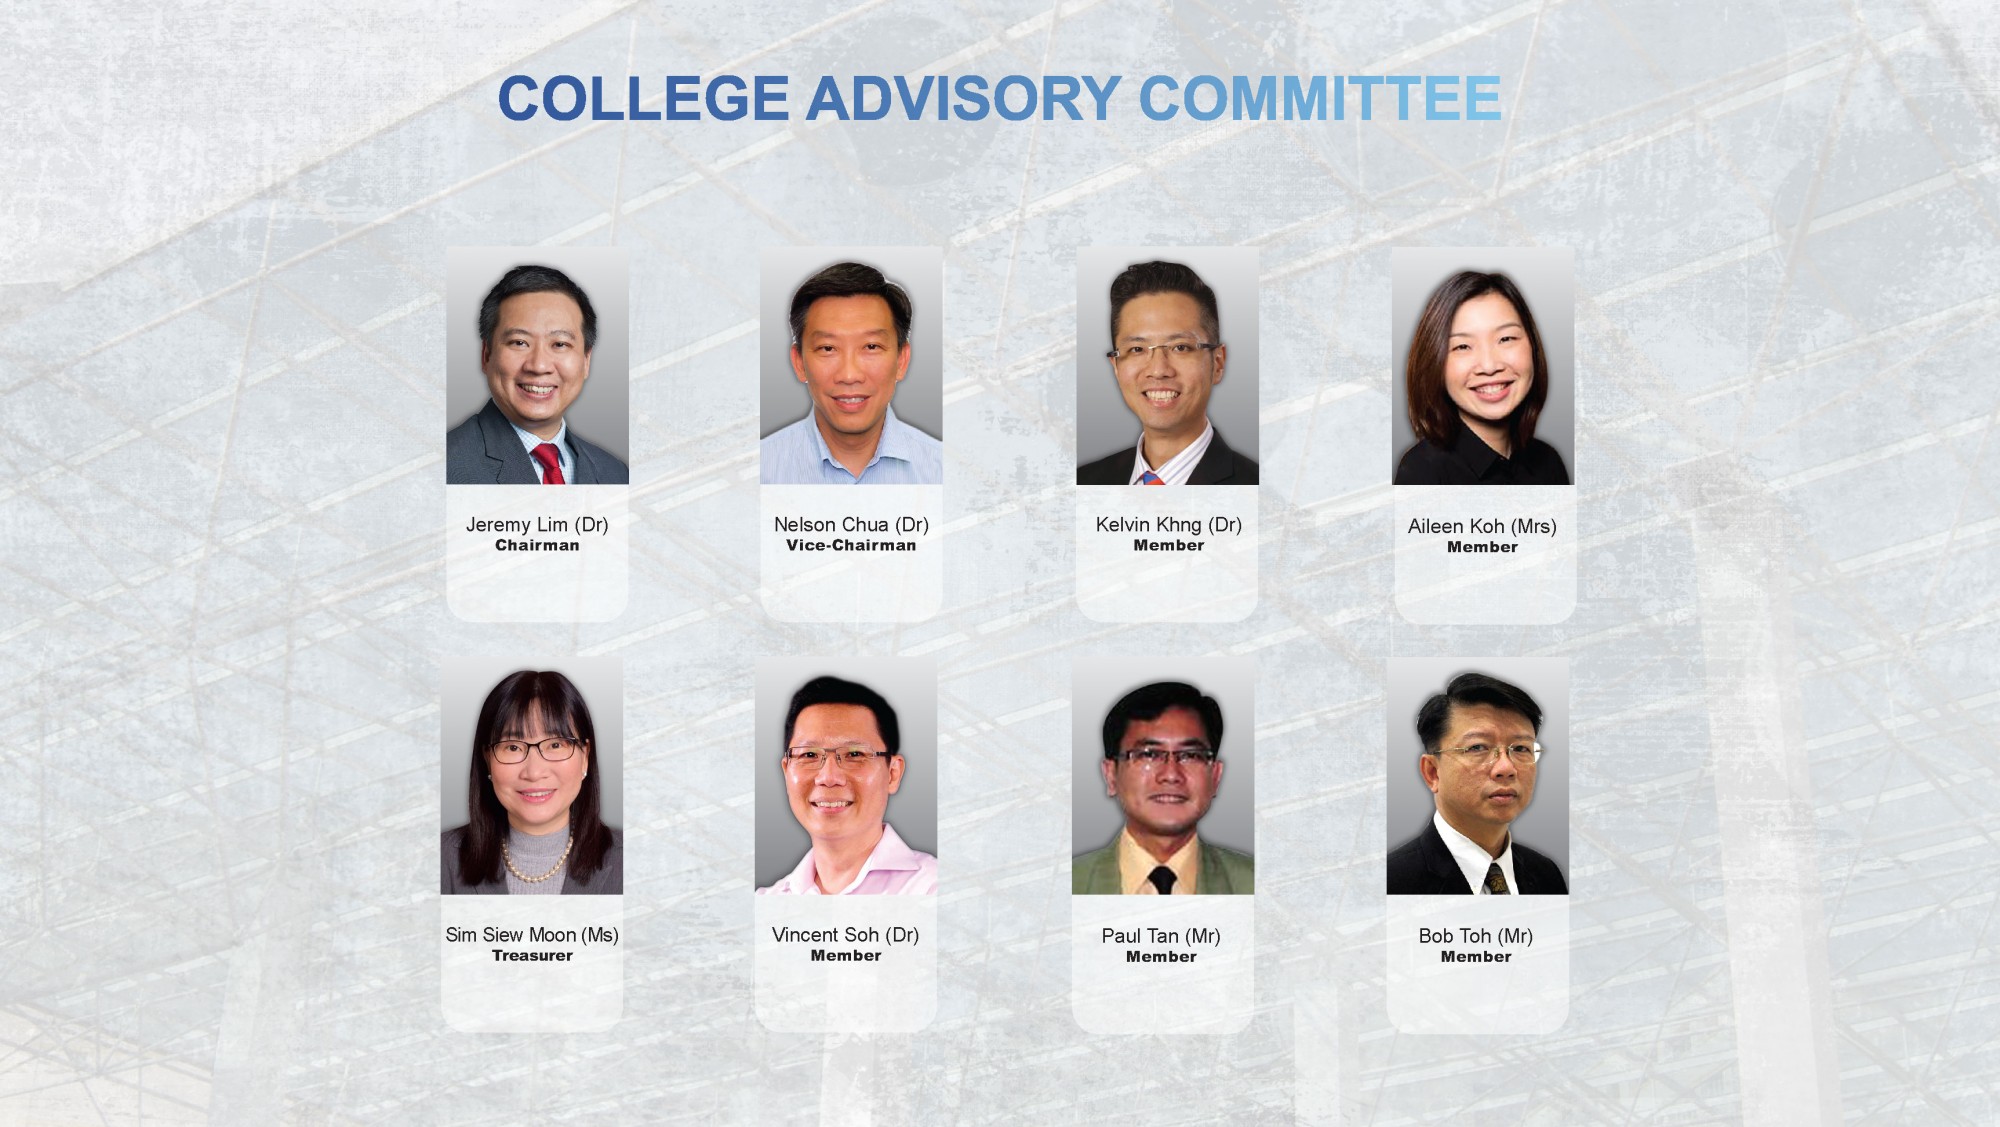 COLLEGE ADVISORY COMMITTEE
Jeremy Lim (Dr)
Chairman
Nelson Chua (Dr)
Vice-Chairman
Kelvin Khng (Dr)
Member
Aileen Koh (Mrs)
Member
Sim Siew Moon (Ms)
Treasurer
Vincent Soh (Dr)
Member
Paul Tan (Mr)
Member
Bob Toh (Mr)
Member